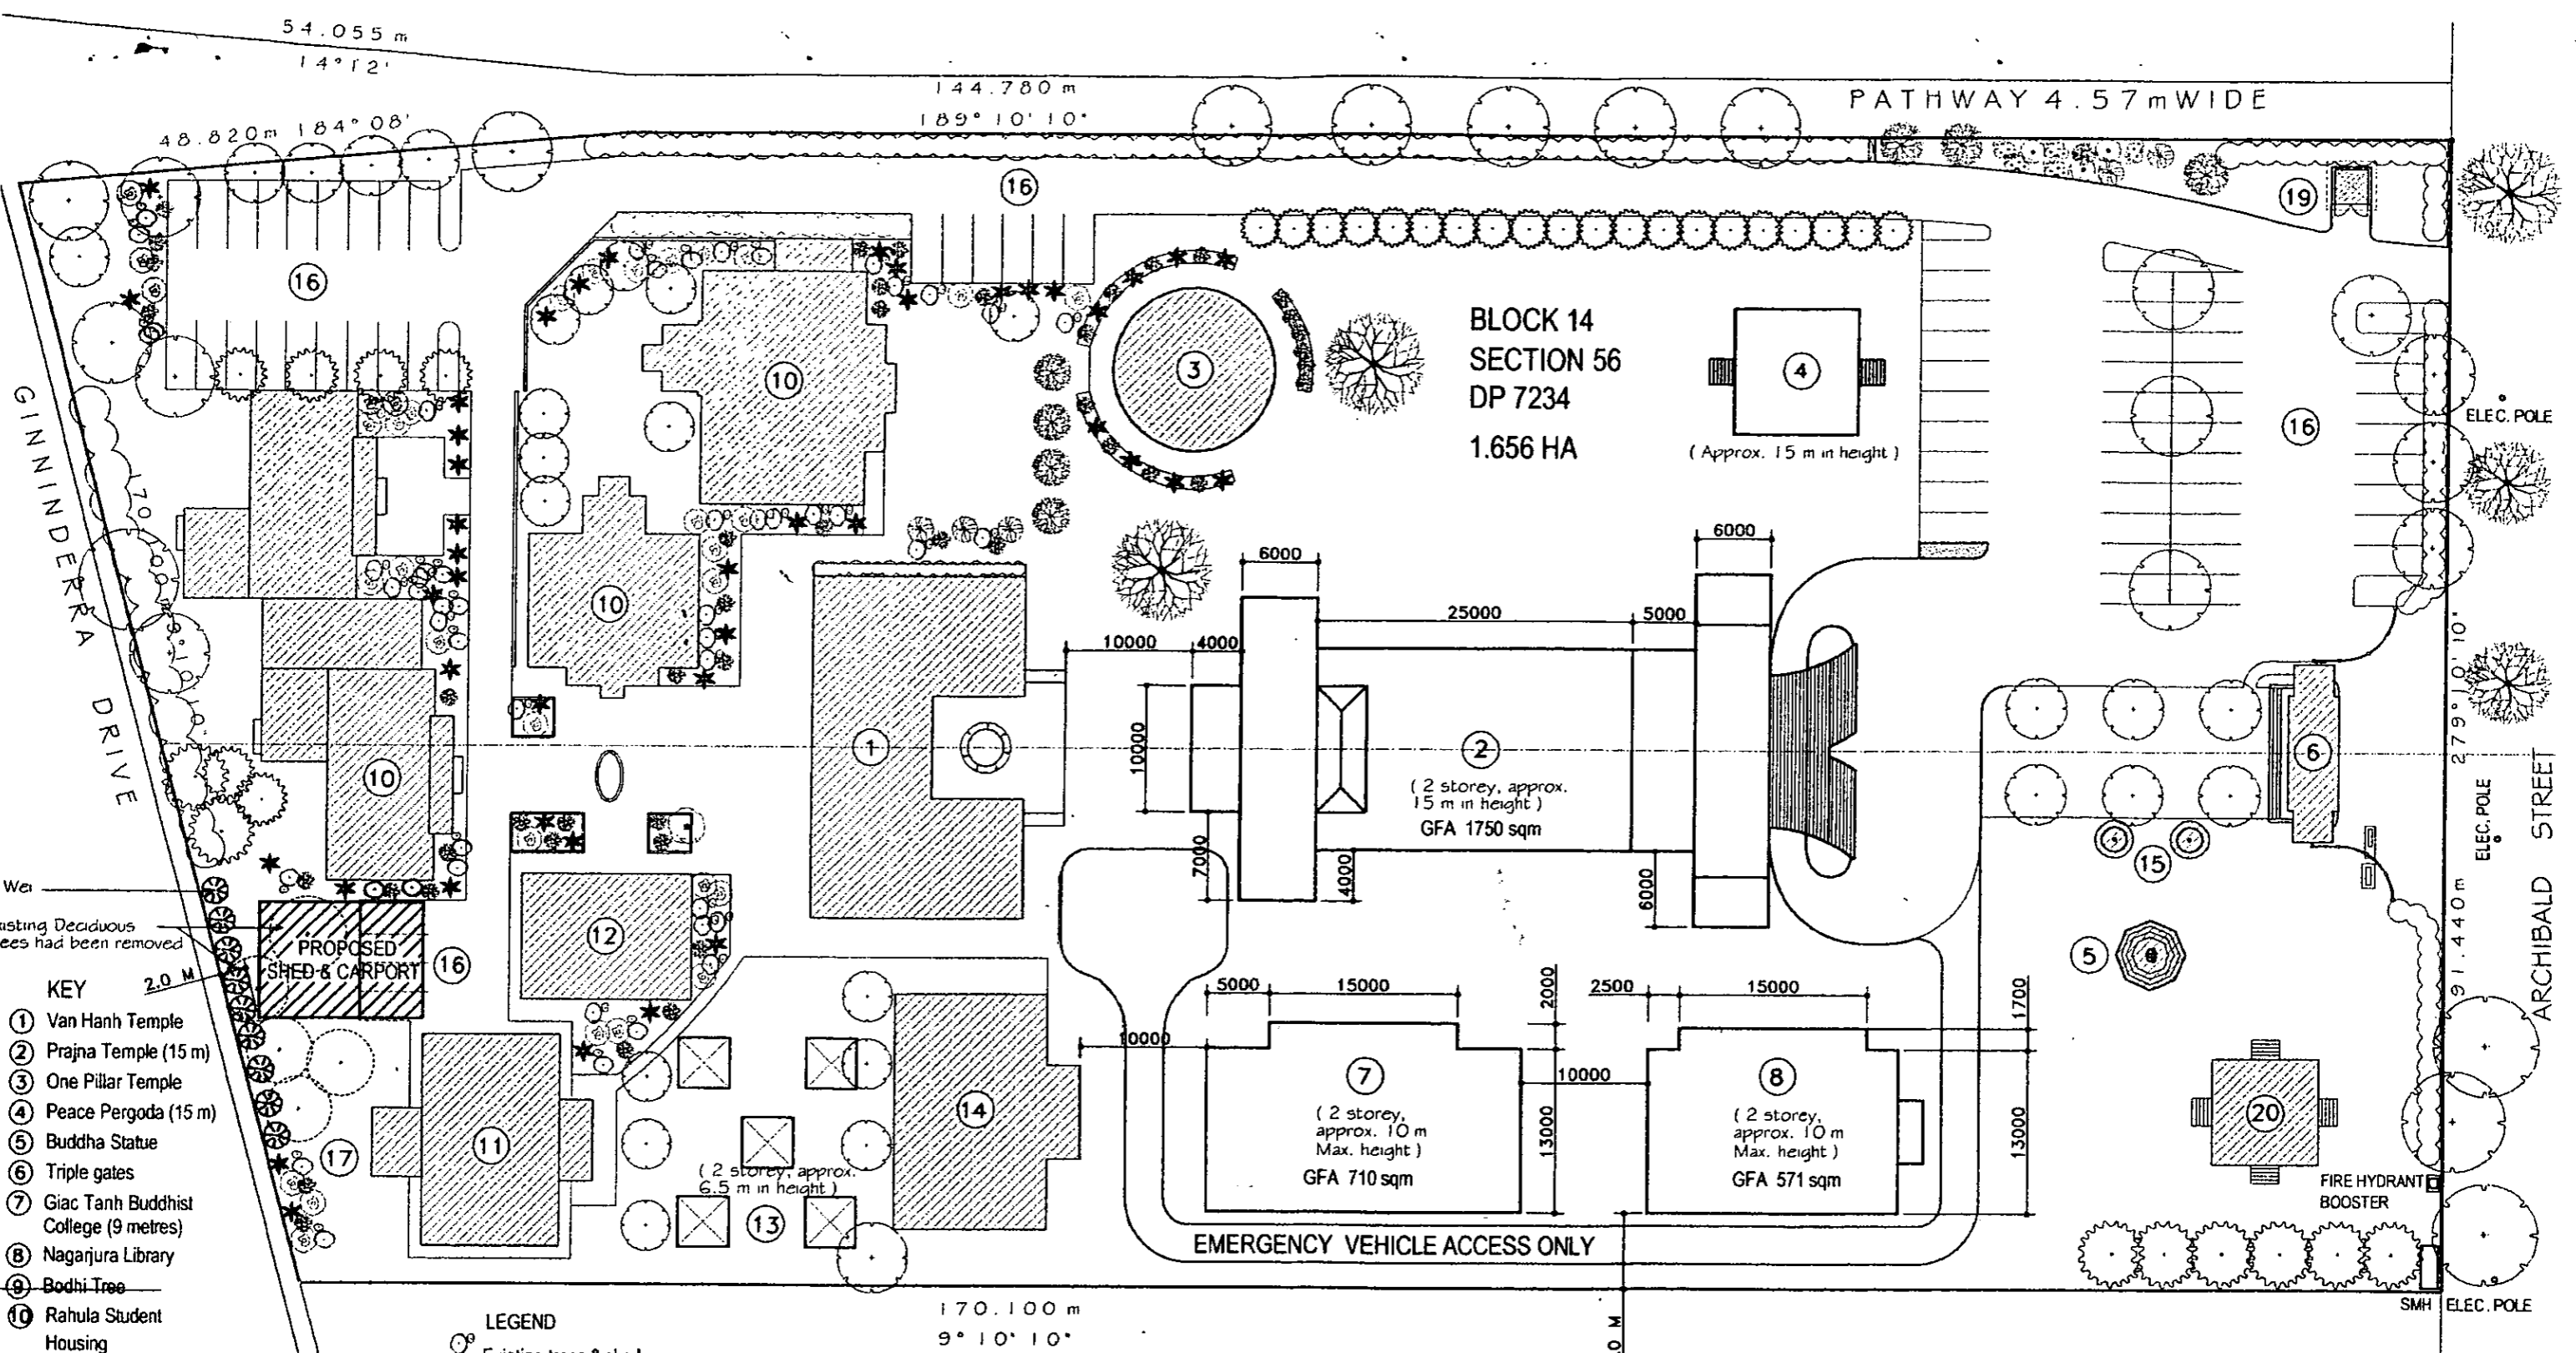 54.055 m
14°12'
144.780 m
189° 10' 10"
PATHWAY 4.57m WIDE
48.820m 184° 08'
16
19
16
BLOCK 14
SECTION 56
DP 7234
1.656 HA
3
4
( Approx. 15 m in height )
10
16
ELEC. POLE
GINNINDERRA DRIVE
6000
6000
10
25000
5000
10000
4000
279° 10' 10"
91.440 m
ARCHIBALD STREET
10000
1
2
( 2 storey, approx.
15 m in height )
GFA 1750 sqm
6
10
ELEC. POLE
7000
4000
6000
15
Wei
Existing Deciduous
trees had been removed
PROPOSED
SHED & CARPORT
16
12
5
2.0 M
5000
15000
2000
2500
15000
1700
10000
7
( 2 storey,
approx. 10 m
Max. height )
GFA 710 sqm
13000
10000
8
( 2 storey,
approx. 10 m
Max. height )
GFA 571 sqm
13000
20
14
11
17
( 2 storey, approx.
6.5 m in height )
13
FIRE HYDRANT
BOOSTER
EMERGENCY VEHICLE ACCESS ONLY
SMH
ELEC. POLE
170.100 m
9° 10' 10"
KEY
1 Van Hanh Temple
2 Prajna Temple (15 m)
3 One Pillar Temple
4 Peace Pergoda (15 m)
5 Buddha Statue
6 Triple gates
7 Giac Tanh Buddhist
College (9 metres)
8 Nagarjura Library
9 Bodhi Tree
10 Rahula Student
Housing
LEGEND